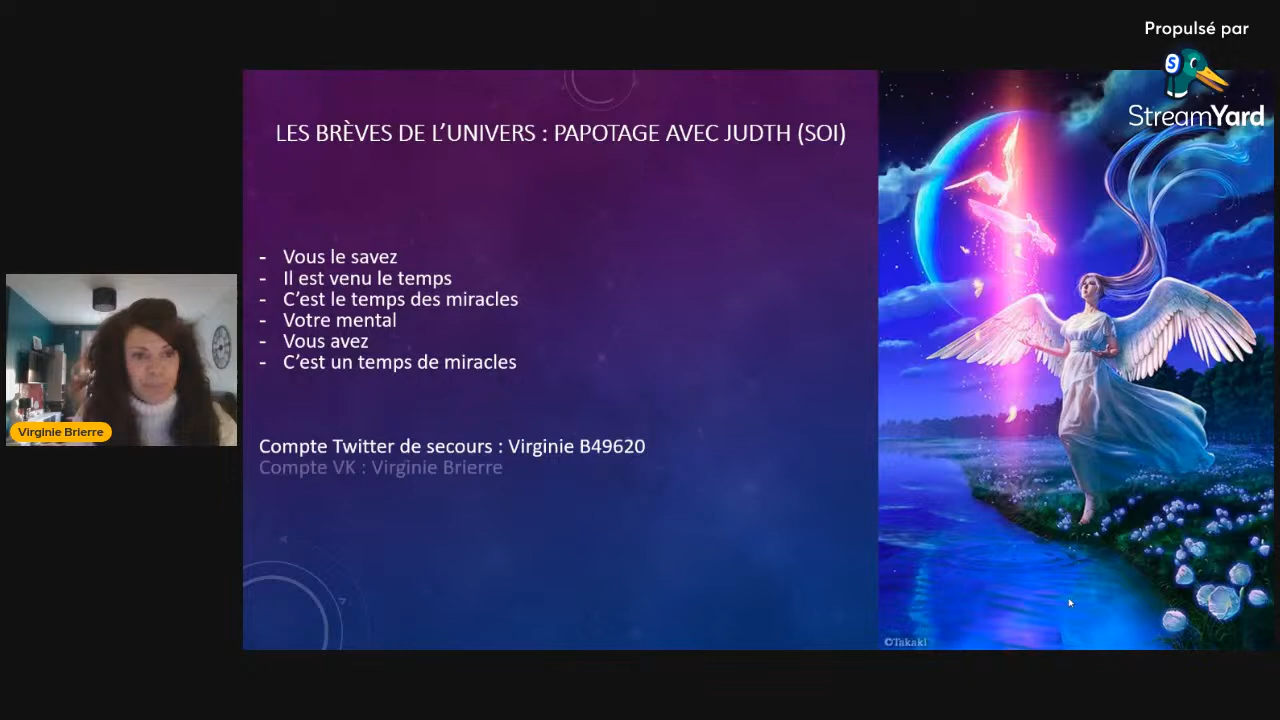 Propulsé par
StreamYard
LES BRÈVES DE L'UNIVERS : PAPOTAGE AVEC JUDTH (SOI)
- Vous le savez
- Il est venu le temps
- C'est le temps des miracles
- Votre mental
- Vous avez
- C'est un temps de miracles
Compte Twitter de secours : Virginie B49620
Compte VK : Virginie Brierre
Virginie Brierre
©Takaki